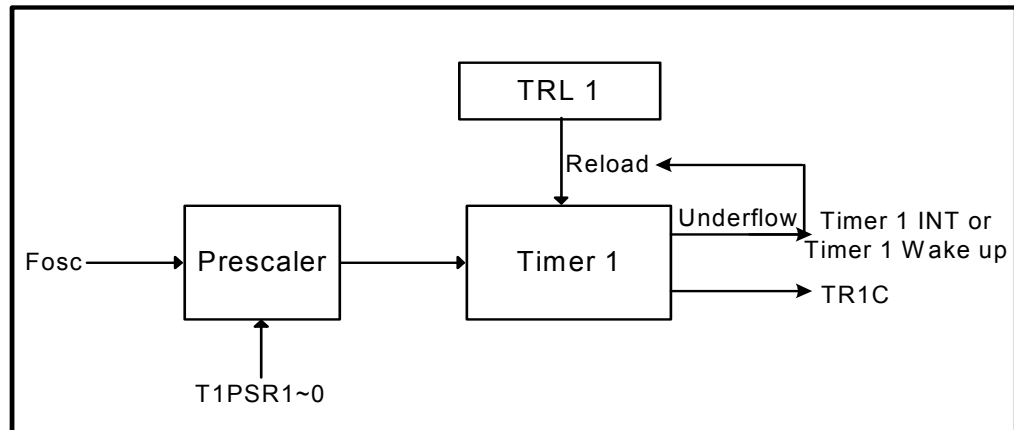 TRL 1
Reload
Underflow
Timer 1 INT or
Timer 1 Wake up
Fosc
Prescaler
Timer 1
TR1C
T1PSR1~0